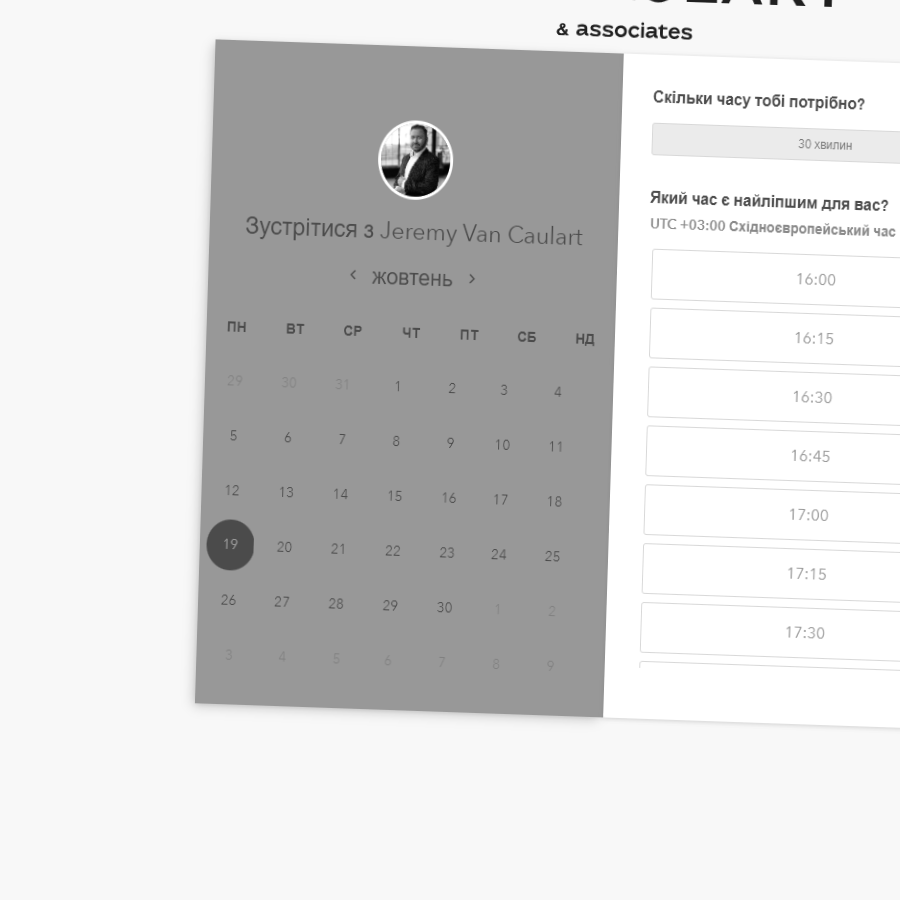 & associates
Зустрітися з Jeremy Van Caulart
‹ жовтень ›
ПН ВТ СР ЧТ ПТ СБ НД
29 30 31 1 2 3 4
5 6 7 8 9 10 11
12 13 14 15 16 17 18
19 20 21 22 23 24 25
26 27 28 29 30 1 2
3 4 5 6 7 8 9
Скільки часу тобі потрібно?
30 хвилин
Який час є найліпшим для вас?
UTC +03:00 Східноєвропейський час
16:00
16:15
16:30
16:45
17:00
17:15
17:30